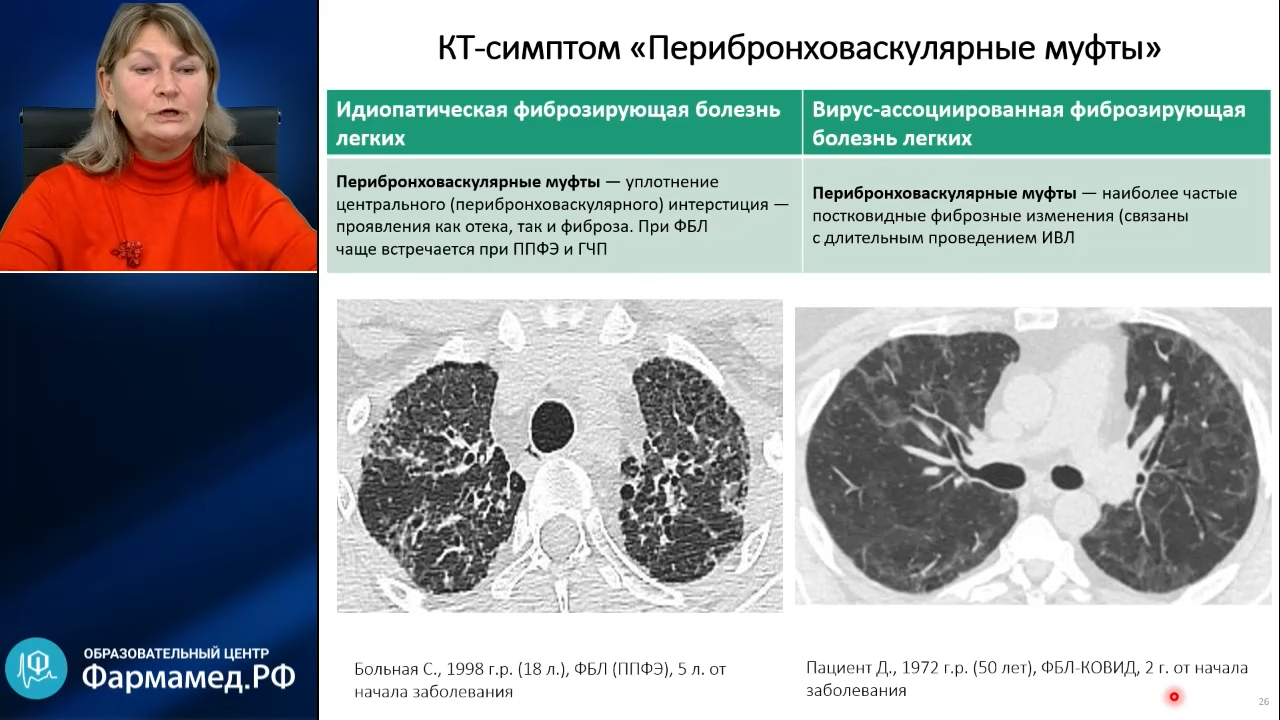 КТ-симптом «Перибронховаскулярные муфты»
Идиопатическая фиброзирующая болезнь
легких
Вирус-ассоциированная фиброзирующая
болезнь легких
Перибронховаскулярные муфты — уплотнение
центрального (перибронховаскулярного) интерстиция —
проявления как отека, так и фиброза. При ФБЛ
чаще встречается при ППФЭ и ГЧП
Перибронховаскулярные муфты — наиболее частые
постковидные фиброзные изменения (связаны
с длительным проведением ИВЛ
Больная С., 1998 г.р. (18 л.), ФБЛ (ППФЭ), 5 л. от
начала заболевания
Пациент Д., 1972 г.р. (50 лет), ФБЛ-КОВИД, 2 г. от начала
заболевания
26
ОБРАЗОВАТЕЛЬНЫЙ ЦЕНТР
Фармамед.РФ